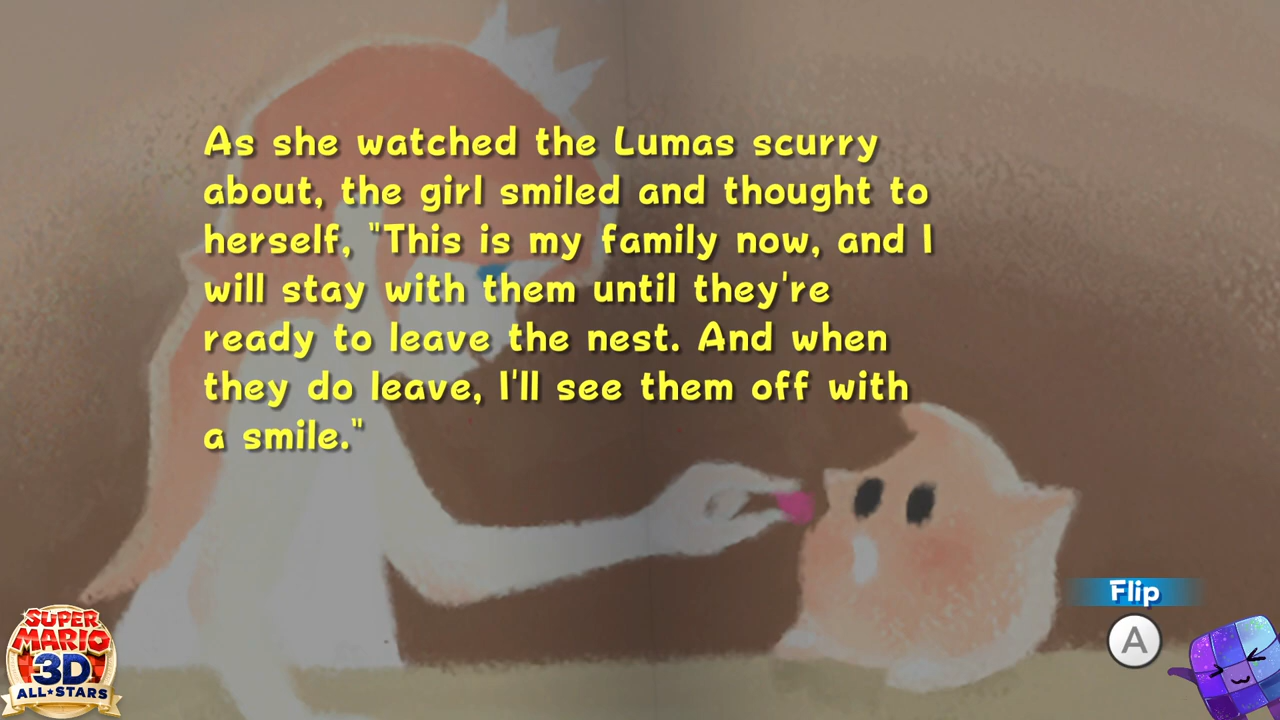 As she watched the Lumas scurry
about, the girl smiled and thought to
herself, "This is my family now, and I
will stay with them until they're
ready to leave the nest. And when
they do leave, I'll see them off with
a smile."
Flip
A
SUPER
MARIO
3D
ALL★STARS